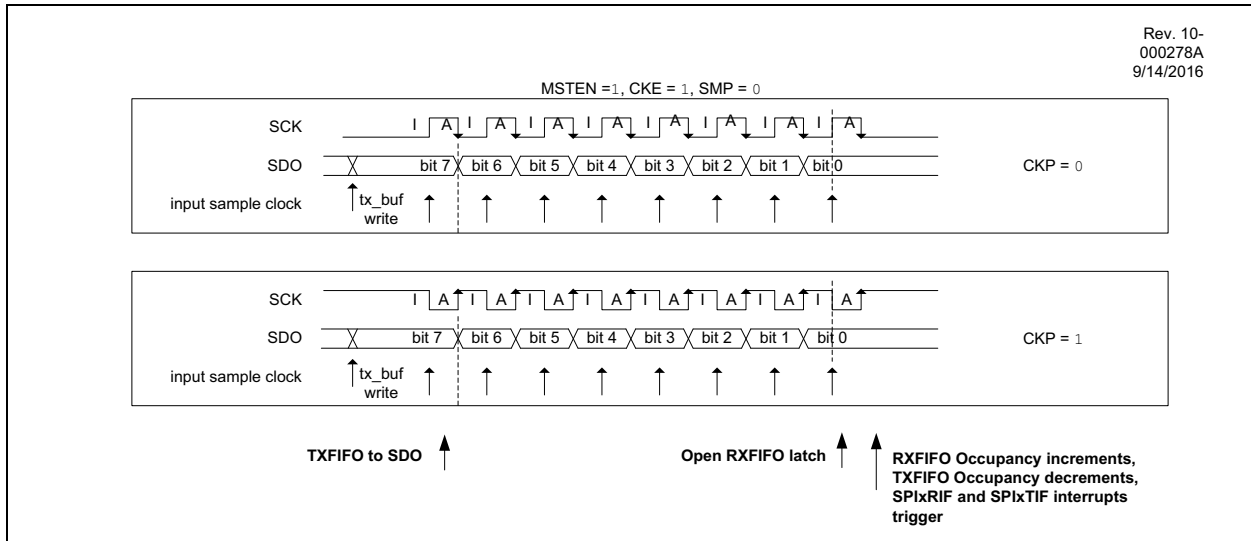 Rev. 10-
000278A
9/14/2016
MSTEN =1, CKE = 1, SMP = 0
SCK I A I A I A I A I A I A I A I A
SDO bit 7 bit 6 bit 5 bit 4 bit 3 bit 2 bit 1 bit 0 CKP = 0
input sample clock tx_buf
write
SCK I A I A I A I A I A I A I A I A
SDO bit 7 bit 6 bit 5 bit 4 bit 3 bit 2 bit 1 bit 0 CKP = 1
input sample clock tx_buf
write
TXFIFO to SDO Open RXFIFO latch RXFIFO Occupancy increments,
TXFIFO Occupancy decrements,
SPIxRIF and SPIxTIF interrupts
trigger